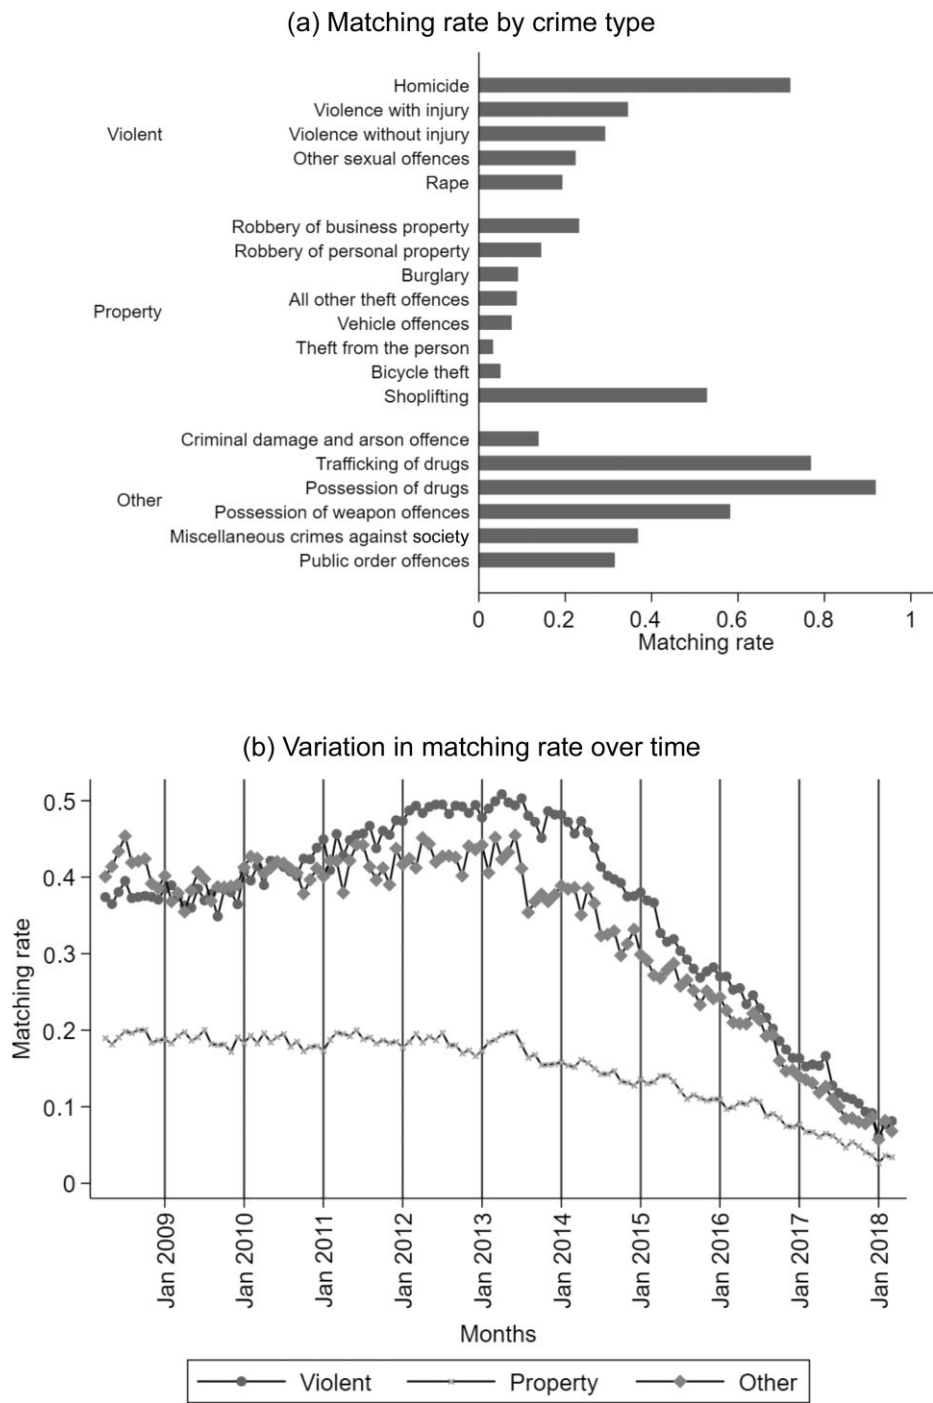 (a) Matching rate by crime type
Violent
Homicide
Violence with injury
Violence without injury
Other sexual offences
Rape
Property
Robbery of business property
Robbery of personal property
Burglary
All other theft offences
Vehicle offences
Theft from the person
Bicycle theft
Shoplifting
Other
Criminal damage and arson offence
Trafficking of drugs
Possession of drugs
Possession of weapon offences
Miscellaneous crimes against society
Public order offences
0 0.2 0.4 0.6 0.8 1
Matching rate
(b) Variation in matching rate over time
Matching rate
0.5
0.4
0.3
0.2
0.1
0
Jan 2009 Jan 2010 Jan 2011 Jan 2012 Jan 2013 Jan 2014 Jan 2015 Jan 2016 Jan 2017 Jan 2018
Months
Violent Property Other